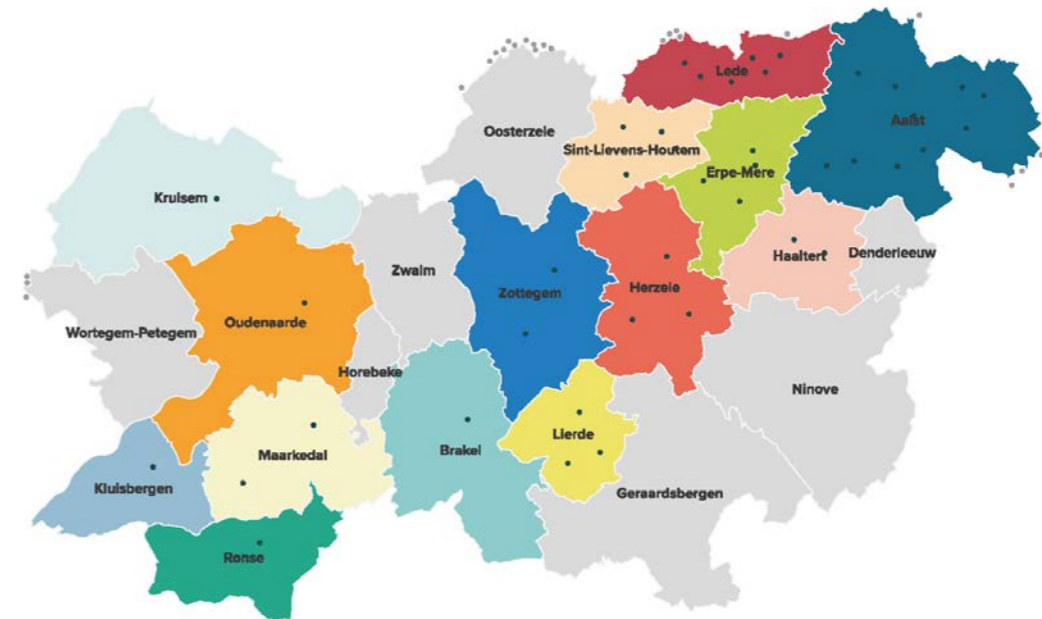 Lede
Aalst
Oosterzele
Sint-Lievens-Houtem
Erpe-Mere
Kruisem
Haaltert
Denderleeuw
Zwalm
Zottegem
Herzele
Oudenaarde
Wortegem-Petegem
Horebeke
Ninove
Lierde
Brakel
Maarkedal
Kluisbergen
Geraardsbergen
Ronse